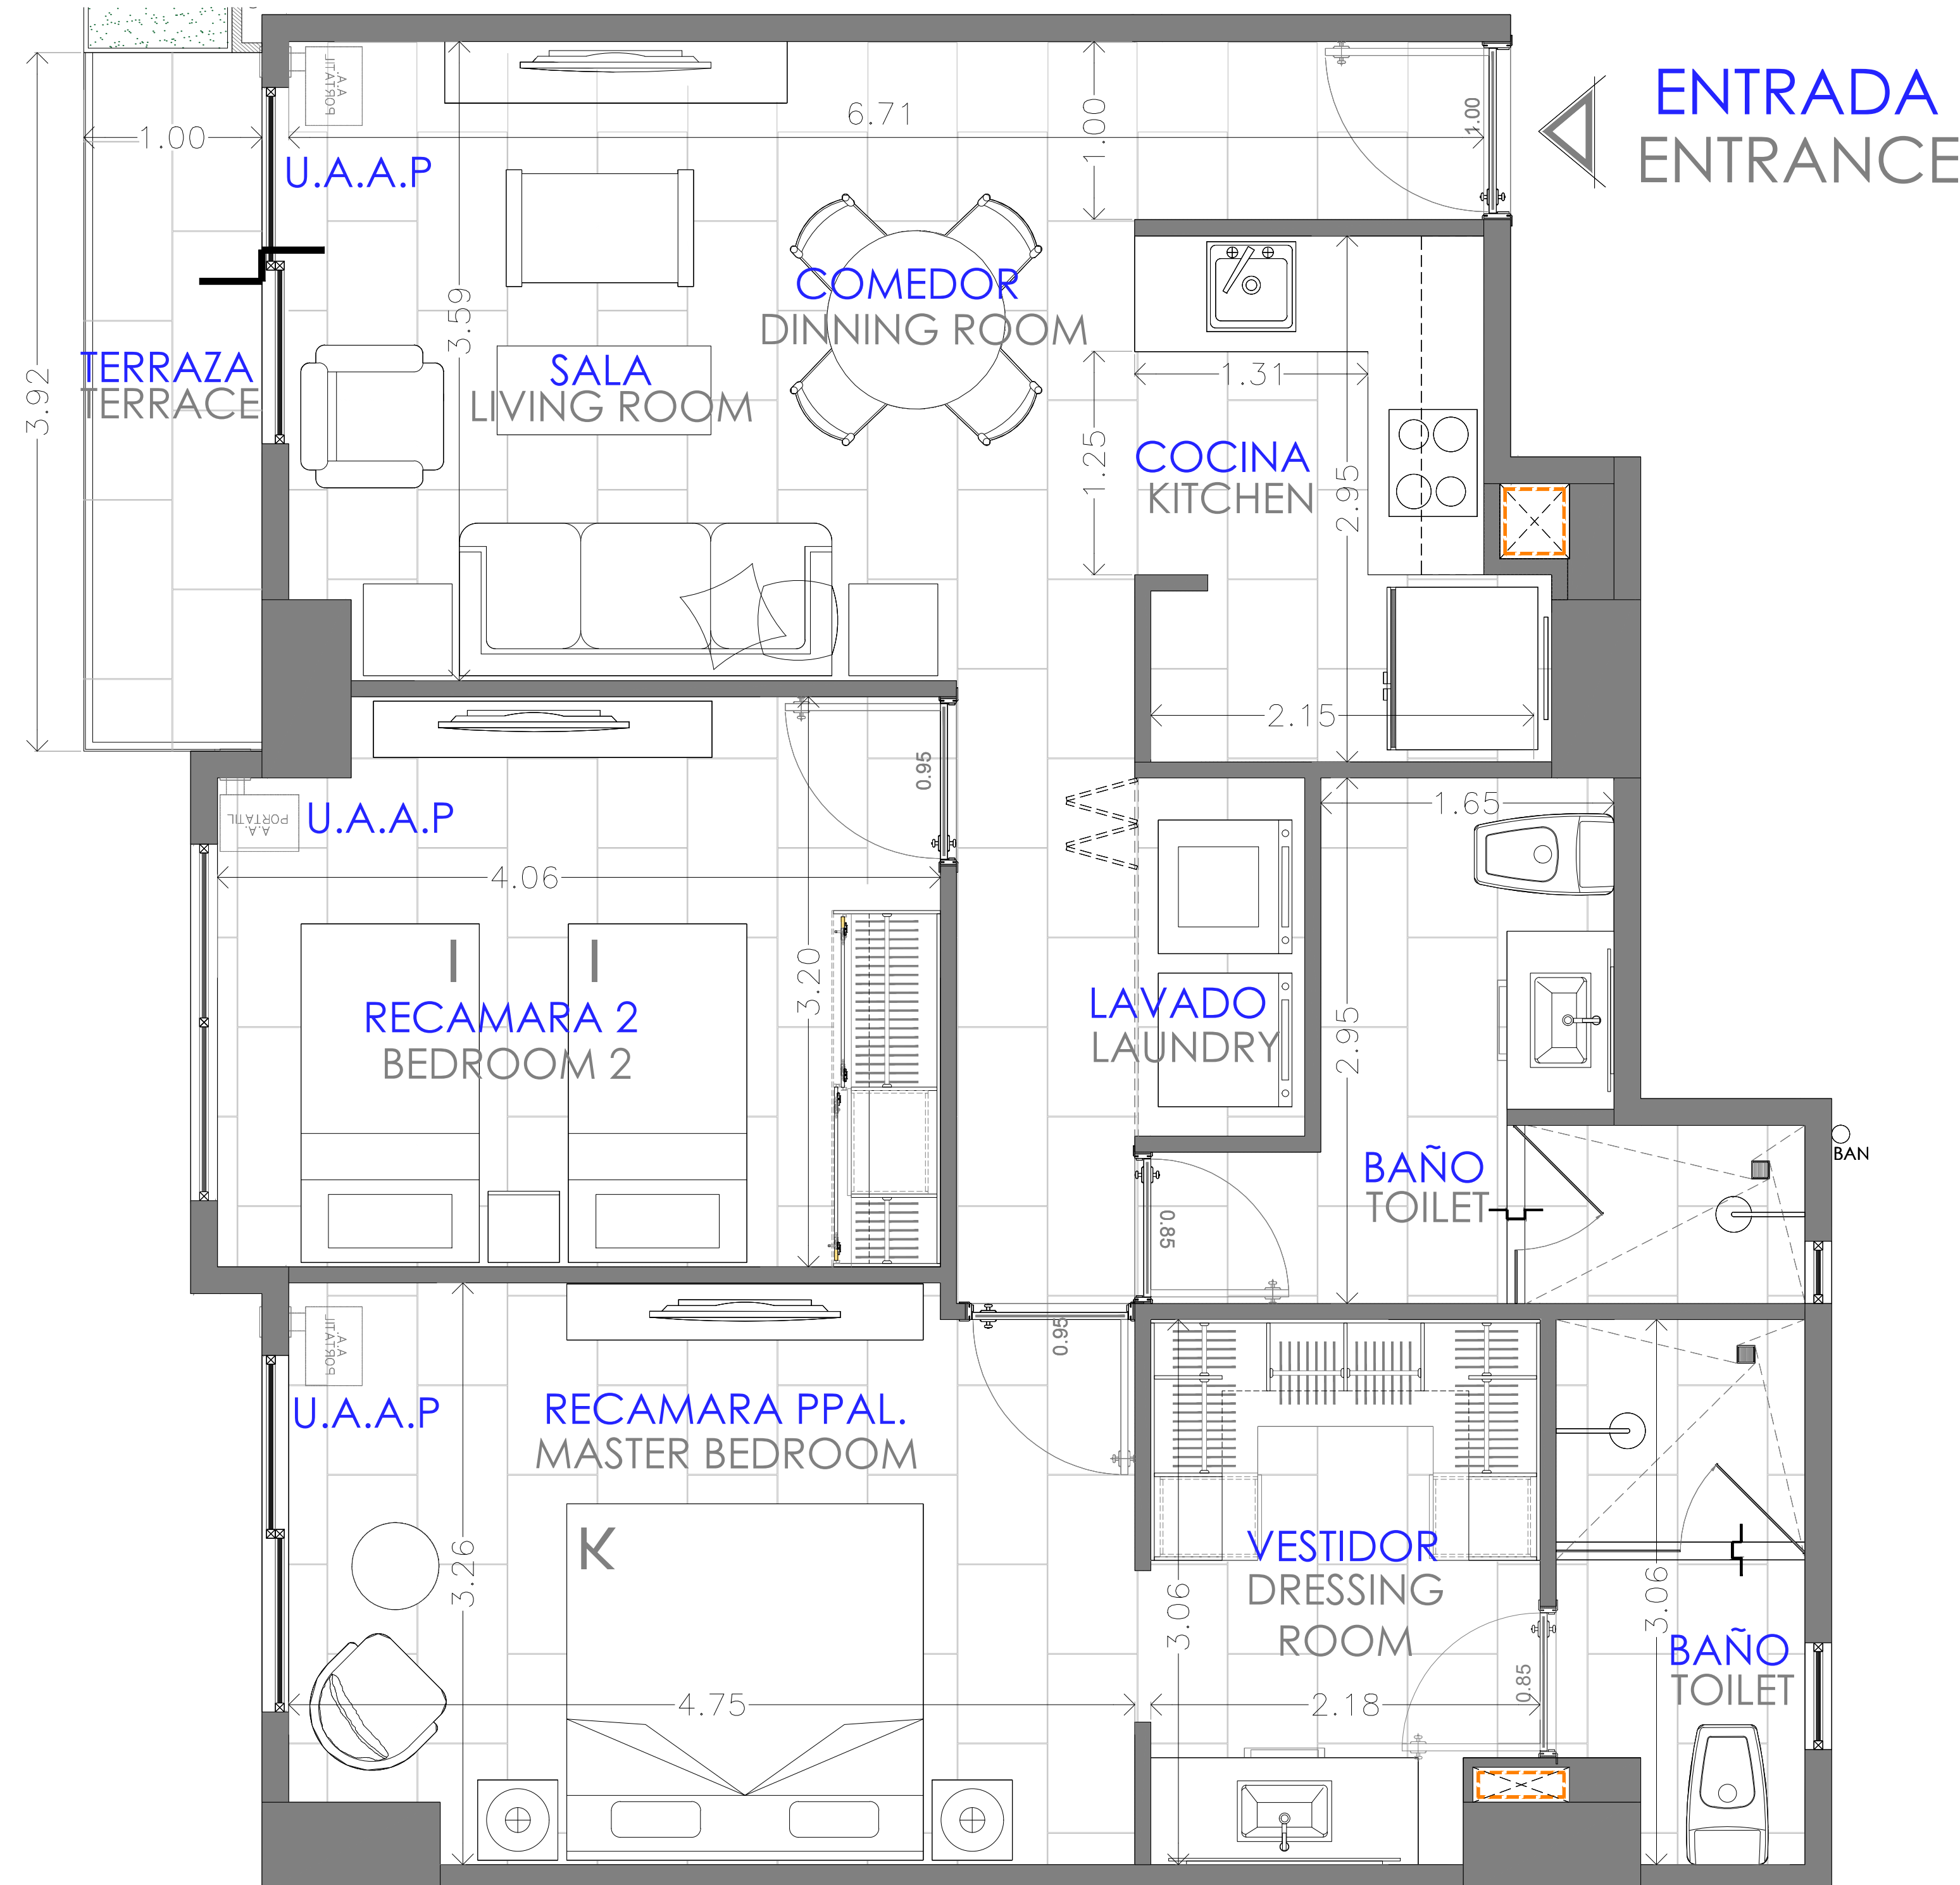 ENTRADA
ENTRANCE
A.A.
PORTATIL
6.71
1.00
1.00
1.00
U.A.A.P
COMEDOR
DINNING ROOM
3.59
TERRAZA
TERRACE
3.92
SALA
LIVING ROOM
1.31
1.25
COCINA
KITCHEN
2.95
2.15
0.95
A.A.
PORTATIL
U.A.A.P
1.65
4.06
3.20
I
I
RECAMARA 2
BEDROOM 2
LAVADO
LAUNDRY
2.95
BAÑO
TOILET
BAN
0.85
0.95
A.A.
PORTATIL
U.A.A.P
RECAMARA PPAL.
MASTER BEDROOM
K
3.26
VESTIDOR
DRESSING
ROOM
3.06
3.06
BAÑO
TOILET
0.85
4.75
2.18